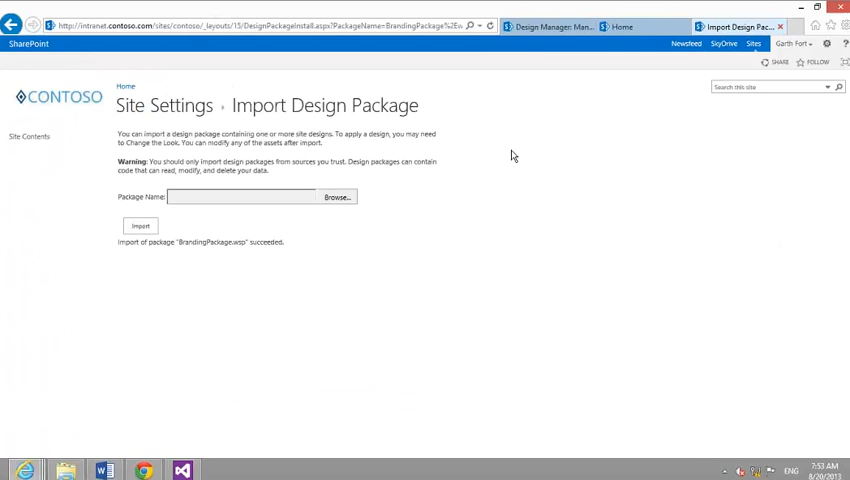 http://intranet.contoso.com/sites/contoso/_layouts/15/DesignPackageInstall.aspx?PackageName=BrandingPackage%2Ew
Design Manager: Man...
Home
Import Design Pac...
SharePoint
Newsfeed
SkyDrive
Sites
Garth Fort
?
SHARE
FOLLOW
Home
CONTOSO
Site Settings
Import Design Package
Search this site
Site Contents
You can import a design package containing one or more site designs. To apply a design, you may need
to Change the Look. You can modify any of the assets after import.
Warning: You should only import design packages from sources you trust. Design packages can contain
code that can read, modify, and delete your data.
Package Name:
Browse...
Import
Import of package "BrandingPackage.wsp" succeeded.
ENG
7:53 AM
8/20/2013